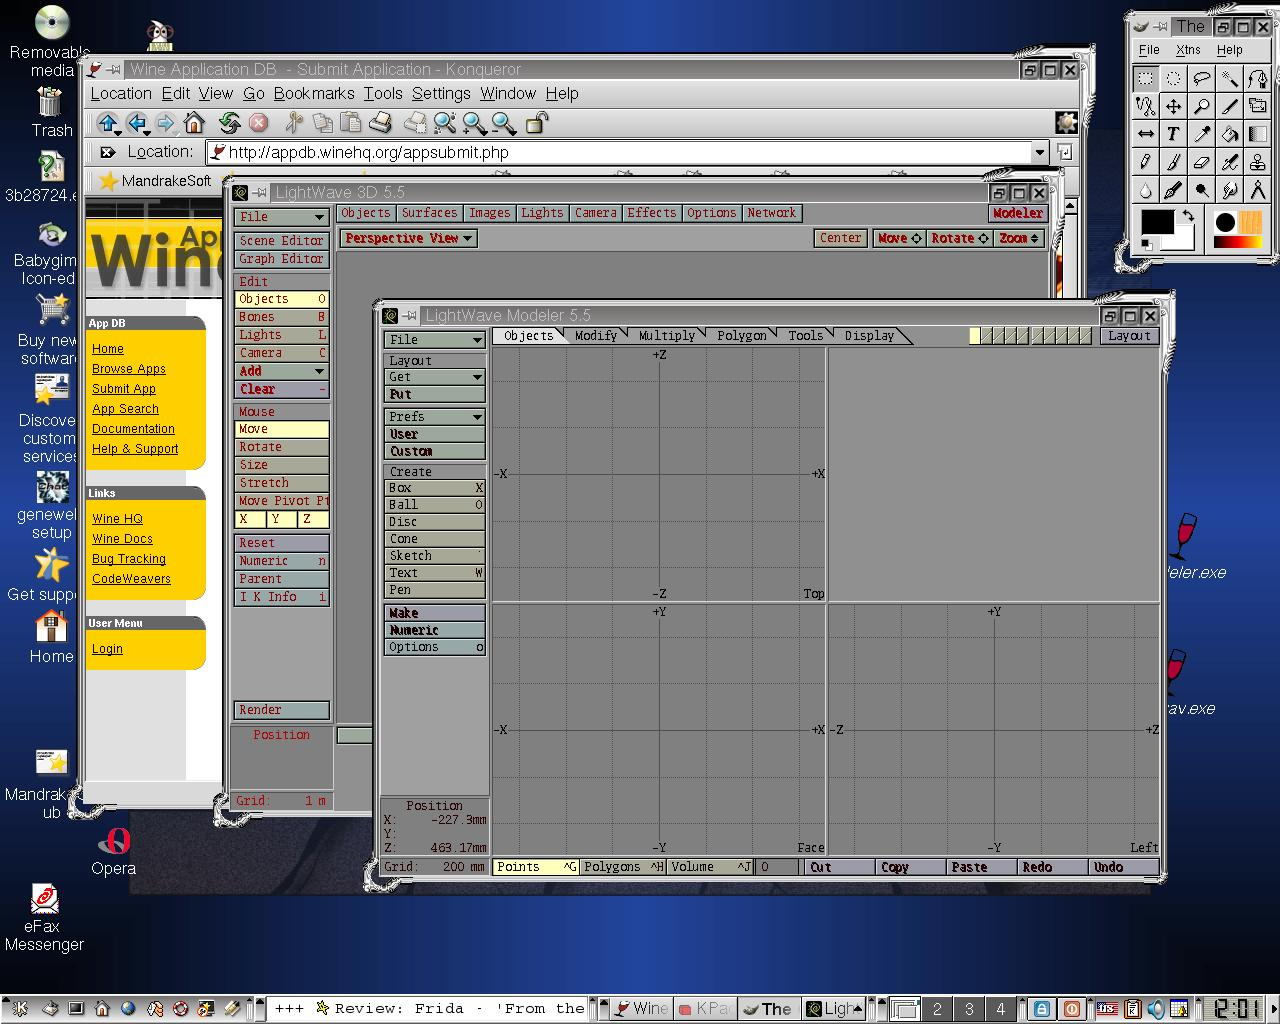 Removabl's
media
Trash
3b28724.e
Babygim
Icon-ed
Buy new
software
Discover
custom
services
genewe
setup
Get supp
Home
Mandrak
ub
Opera
eFax
Messenger
Wine Application DB - Submit Application - Konqueror
Location Edit View Go Bookmarks Tools Settings Window Help
Location: http://appdb.winehq.org/appsubmit.php
MandrakeSoft
App
Win
App DB
Home
Browse Apps
Submit App
App Search
Documentation
Help & Support
Links
Wine HQ
Wine Docs
Bug Tracking
CodeWeavers
User Menu
Login
LightWave 3D 5.5
File Objects Surfaces Images Lights Camera Effects Options Network Modeler
Perspective View Center Move Rotate Zoom
Scene Editor
Graph Editor
Edit
Objects O
Bones B
Lights L
Camera C
Add
Clear -
Mouse
Move
Rotate
Size
Stretch
Move Pivot Pt
X Y Z
Reset
Numeric n
Parent
I K Info i
Render
Position
Grid: 1 m
LightWave Modeler 5.5
File Objects Modify Multiply Polygon Tools Display Layout
Layout
Get
Put
Prefs
User
Custom
Create
Box X
Ball O
Disc
Cone
Sketch `
Text W
Pen
Make
Numeric
Options o
+Z
-X +X
-Z Top
+Y +Y
-X +X -Z +Z
-Y Face -Y Left
Position
X: -227.3mm
Y:
Z: 463.17mm
Grid: 200 mm Points ^G Polygons ^H Volume ^J 0 Cut Copy Paste Redo Undo
The
File Xtns Help
T
eler.exe
av.exe
K +++ Review: Frida - 'From the Wine KPa The Ligh 2 3 4 2:01